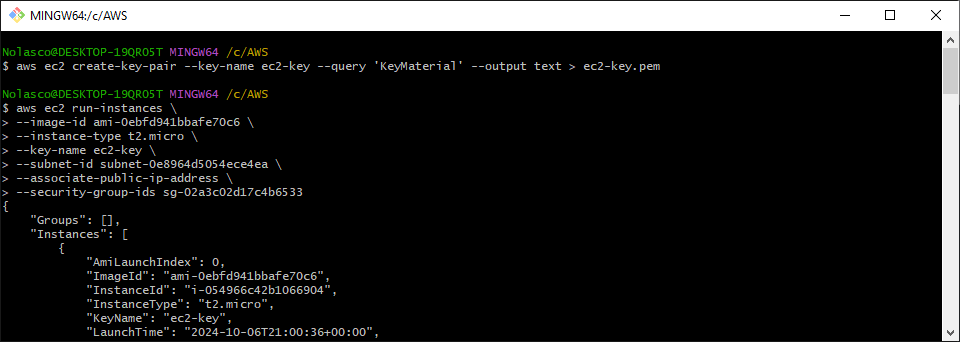 MINGW64:/c/AWS
Nolasco@DESKTOP-19QRO5T MINGW64 /c/AWS
$ aws ec2 create-key-pair --key-name ec2-key --query 'KeyMaterial' --output text > ec2-key.pem
Nolasco@DESKTOP-19QRO5T MINGW64 /c/AWS
$ aws ec2 run-instances \
> --image-id ami-0ebfd941bbafe70c6 \
> --instance-type t2.micro \
> --key-name ec2-key \
> --subnet-id subnet-0e8964d5054ece4ea \
> --associate-public-ip-address \
> --security-group-ids sg-02a3c02d17c4b6533
{
    "Groups": [],
    "Instances": [
        {
            "AmiLaunchIndex": 0,
            "ImageId": "ami-0ebfd941bbafe70c6",
            "InstanceId": "i-054966c42b1066904",
            "InstanceType": "t2.micro",
            "KeyName": "ec2-key",
            "LaunchTime": "2024-10-06T21:00:36+00:00",